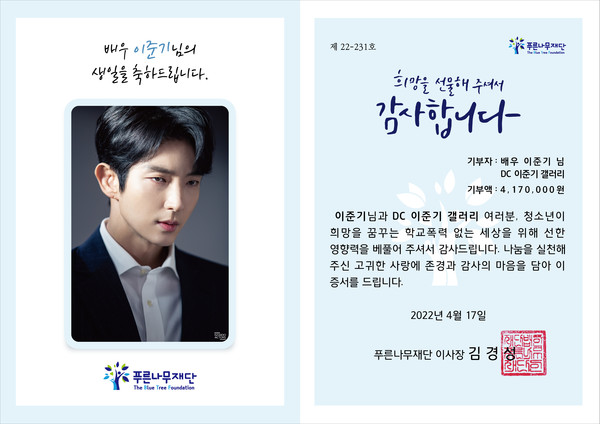 배우 이준기님의
생일을 축하드립니다.
푸른나무재단
The Blue Tree Foundation
제 22-231호
푸른나무재단
The Blue Tree Foundation
희망을 선물해 주셔서
감사합니다
기부자 : 배우 이준기 님
DC 이준기 갤러리
기부액 : 4,170,000원
이준기님과 DC 이준기 갤러리 여러분. 청소년이
희망을 꿈꾸는 학교폭력 없는 세상을 위해 선한
영향력을 베풀어 주셔서 감사드립니다. 나눔을 실천해
주신 고귀한 사랑에 존경과 감사의 마음을 담아 이
증서를 드립니다.
2022년 4월 17일
푸른나무재단 이사장 김 경 성